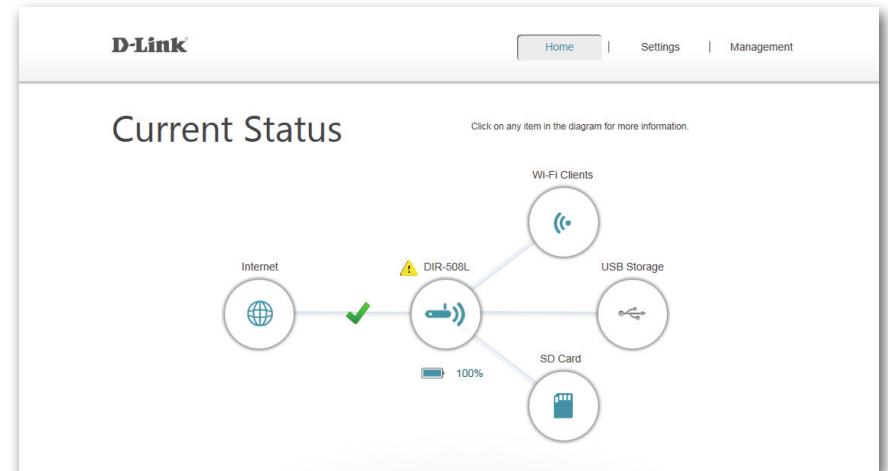 D-Link
Home | Settings | Management
Current Status
Click on any item in the diagram for more information.
Wi-Fi Clients
Internet
DIR-508L
USB Storage
100%
SD Card